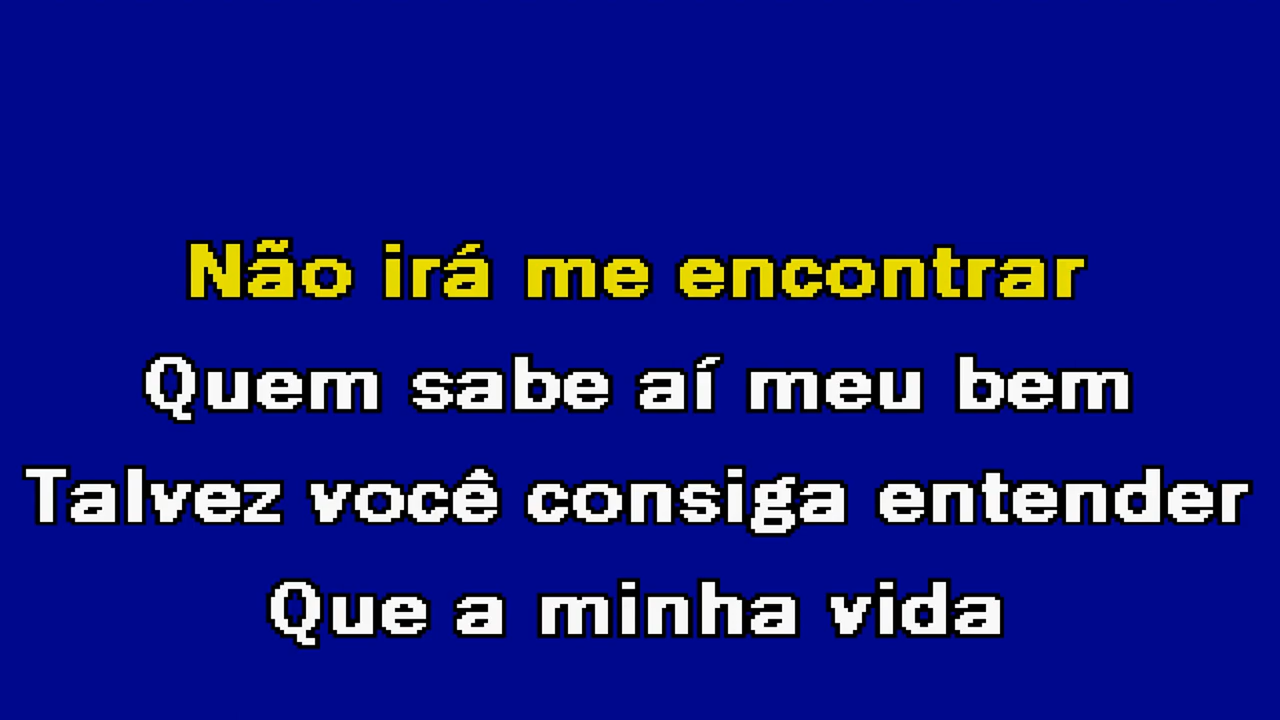 Não irá me encontrar
Quem sabe aí meu bem
Talvez você consiga entender
Que a minha vida